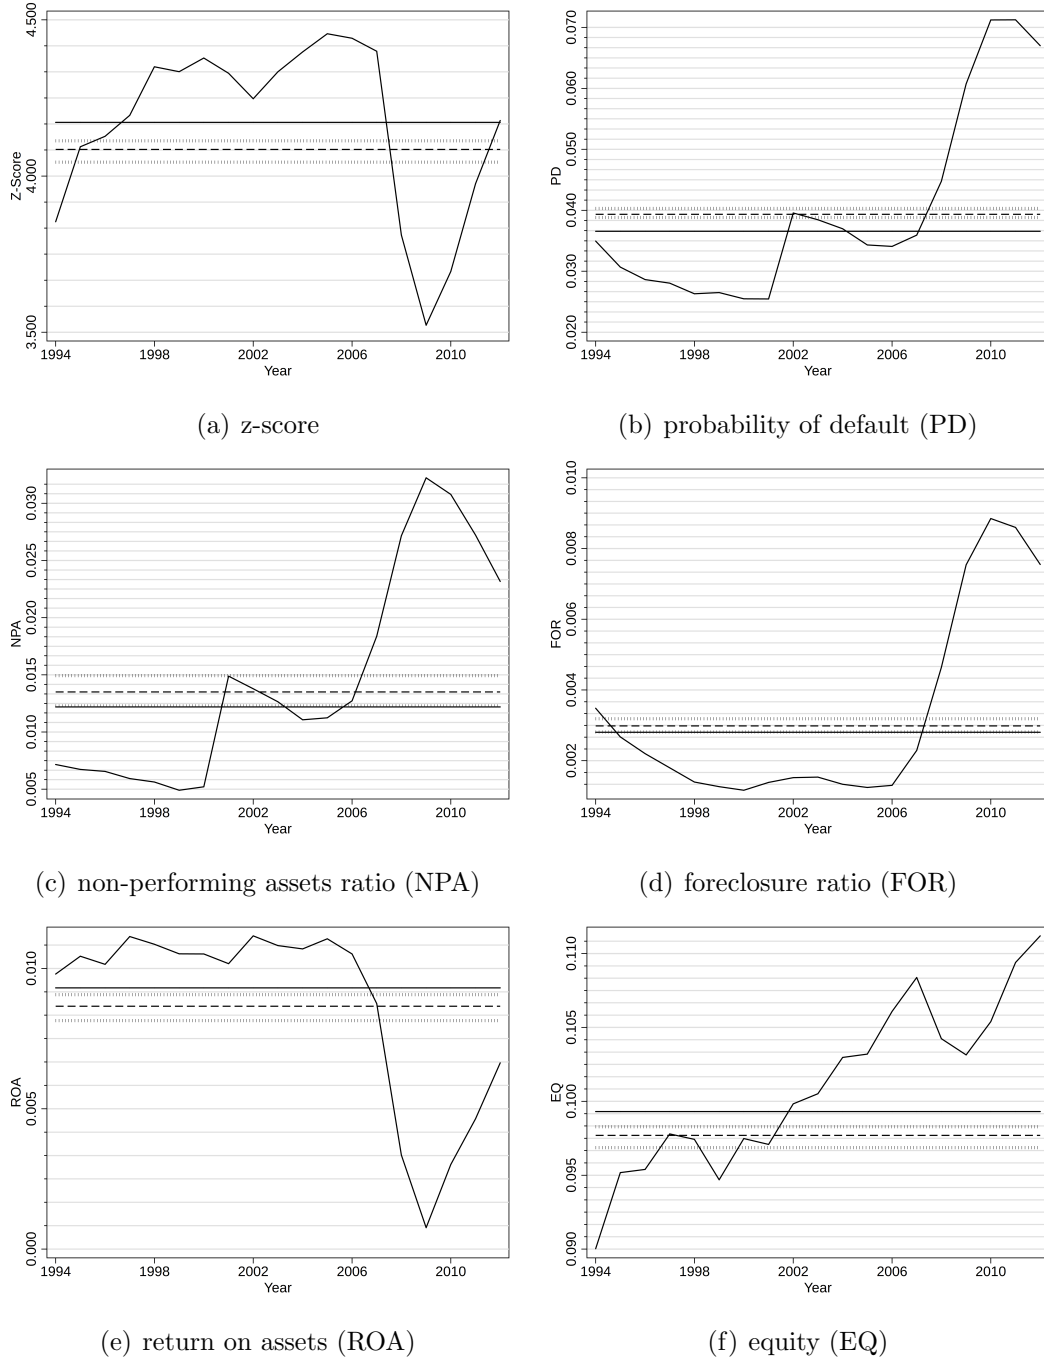 4.500
4.000
3.500
Z-Score
1994 1998 2002 2006 2010
Year
0.070
0.060
0.050
0.040
0.030
0.020
PD
1994 1998 2002 2006 2010
Year
(a) z-score
(b) probability of default (PD)
0.030
0.025
0.020
0.015
0.010
0.005
NPA
1994 1998 2002 2006 2010
Year
0.010
0.008
0.006
0.004
0.002
FOR
1994 1998 2002 2006 2010
Year
(c) non-performing assets ratio (NPA)
(d) foreclosure ratio (FOR)
0.010
0.005
0.000
ROA
1994 1998 2002 2006 2010
Year
0.110
0.105
0.100
0.095
0.090
EQ
1994 1998 2002 2006 2010
Year
(e) return on assets (ROA)
(f) equity (EQ)